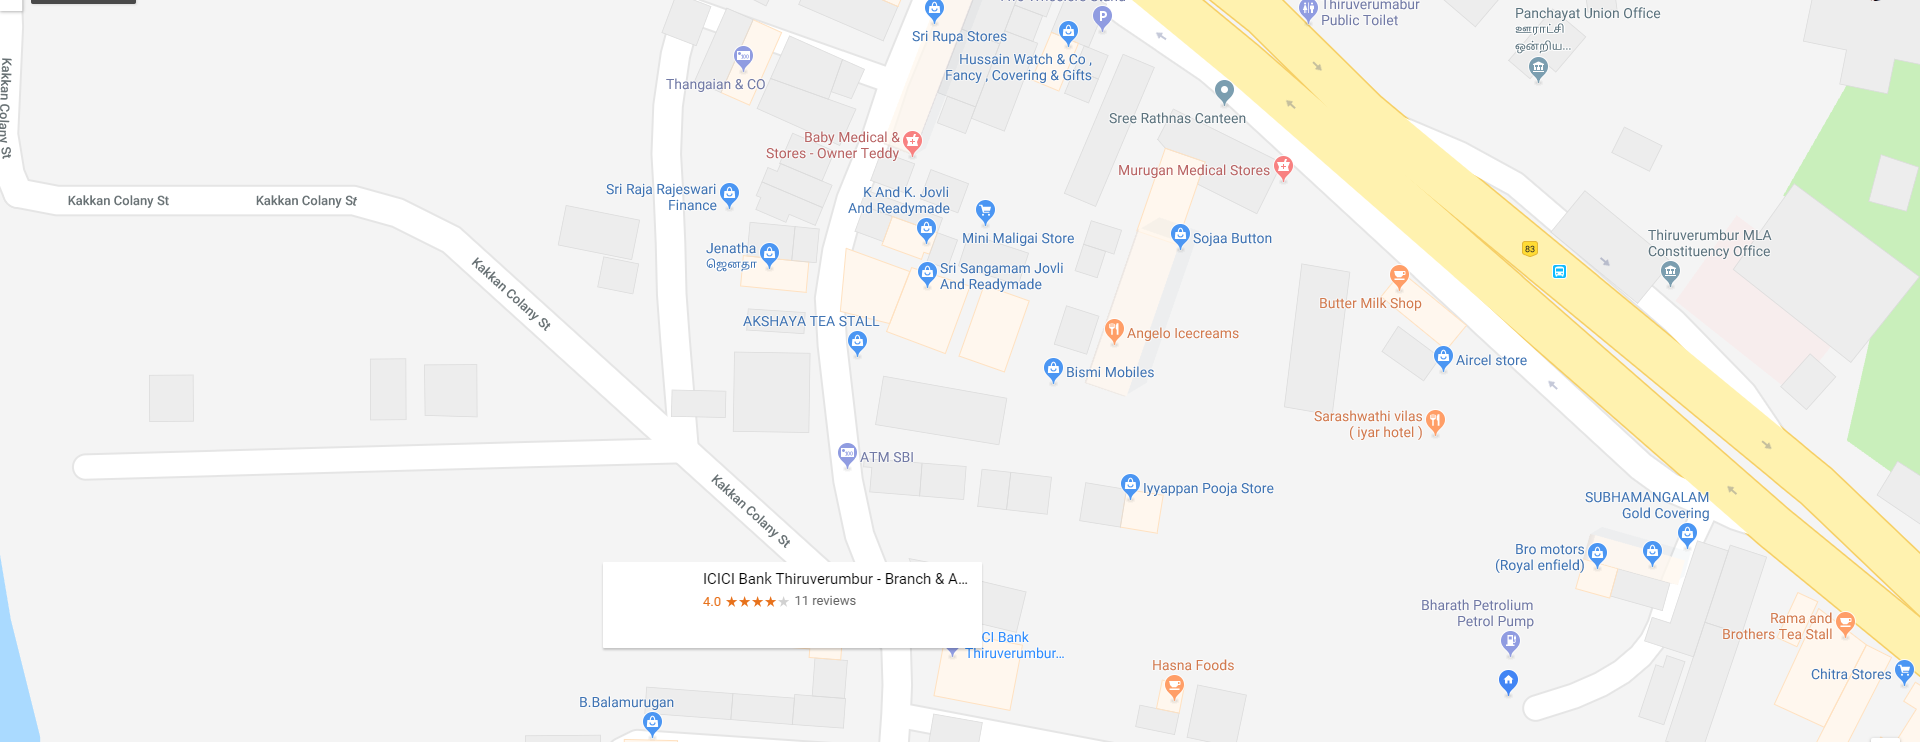 Thiruverumabur
Public Toilet
Panchayat Union Office
ஊராட்சி
ஒன்றிய...
Sri Rupa Stores
P
Hussain Watch & Co ,
Fancy , Covering & Gifts
Thangaian & CO
Kakkan Colany St
Sree Rathnas Canteen
Baby Medical &
Stores - Owner Teddy
Murugan Medical Stores
Sri Raja Rajeswari
Finance
K And K. Jovli
And Readymade
Kakkan Colany St
Kakkan Colany St
Mini Maligai Store
Sojaa Button
Thiruverumbur MLA
Constituency Office
83
Jenatha
ஜெனதா
Sri Sangamam Jovli
And Readymade
Kakkan Colany St
Butter Milk Shop
AKSHAYA TEA STALL
Angelo Icecreams
Aircel store
Bismi Mobiles
Sarashwathi vilas
( iyar hotel )
ATM SBI
Iyyappan Pooja Store
Kakkan Colany St
SUBHAMANGALAM
Gold Covering
Bro motors
(Royal enfield)
ICICI Bank Thiruverumbur - Branch & A...
4.0 11 reviews
Bharath Petrolium
Petrol Pump
Rama and
Brothers Tea Stall
CI Bank
Thiruverumbur...
Hasna Foods
Chitra Stores
B.Balamurugan